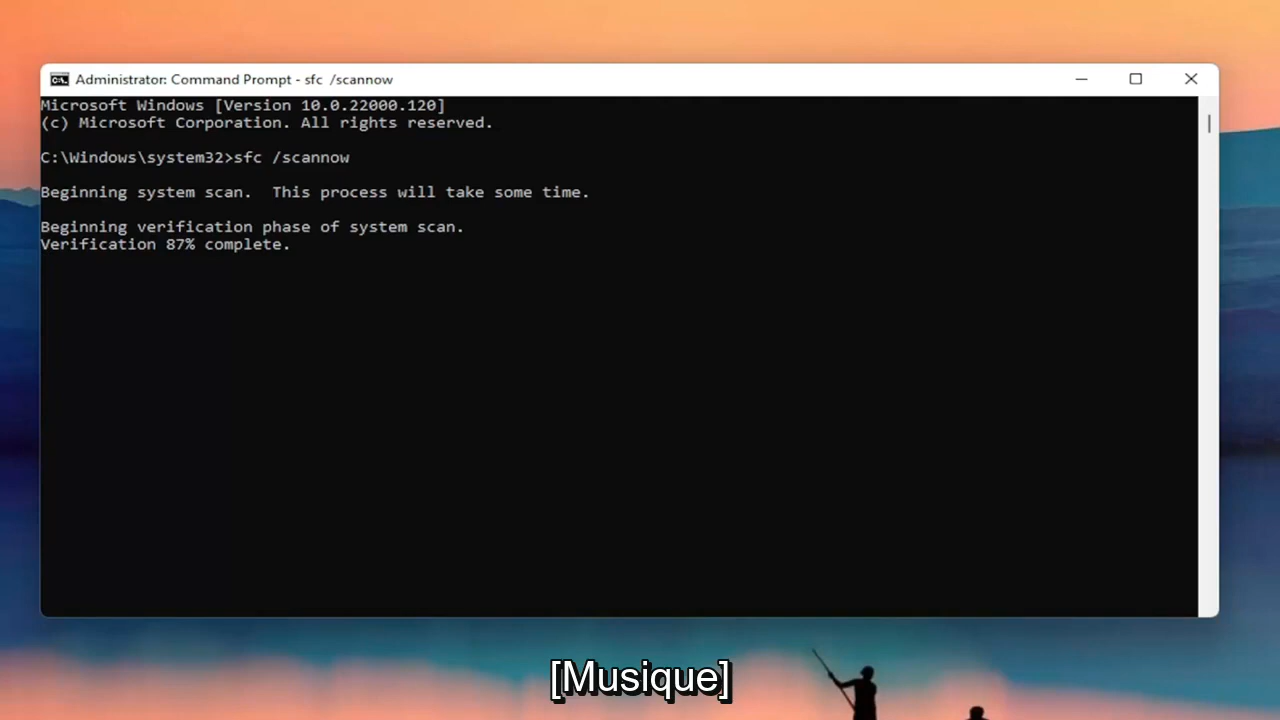 Administrator: Command Prompt - sfc  /scannow
Microsoft Windows [Version 10.0.22000.120]
(c) Microsoft Corporation. All rights reserved.
C:\Windows\system32>sfc /scannow
Beginning system scan.  This process will take some time.
Beginning verification phase of system scan.
Verification 87% complete.
[Musique]